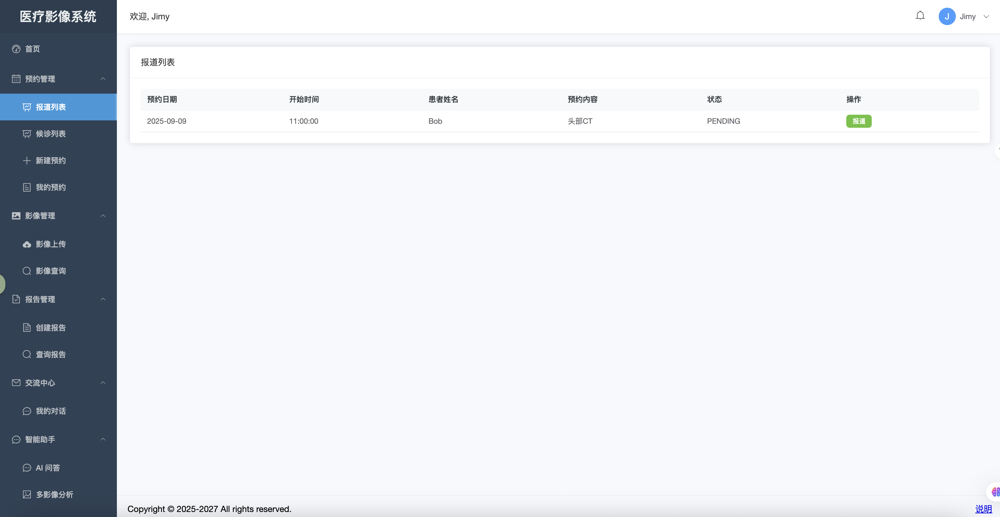 医疗影像系统
欢迎, Jimy
J
Jimy
首页
预约管理
报道列表
候诊列表
新建预约
我的预约
影像管理
影像上传
影像查询
报告管理
创建报告
查询报告
交流中心
我的对话
智能助手
AI 问答
多影像分析
报道列表
预约日期 开始时间 患者姓名 预约内容 状态 操作
2025-09-09 11:00:00 Bob 头部CT PENDING 报道
Copyright © 2025-2027 All rights reserved.
说明